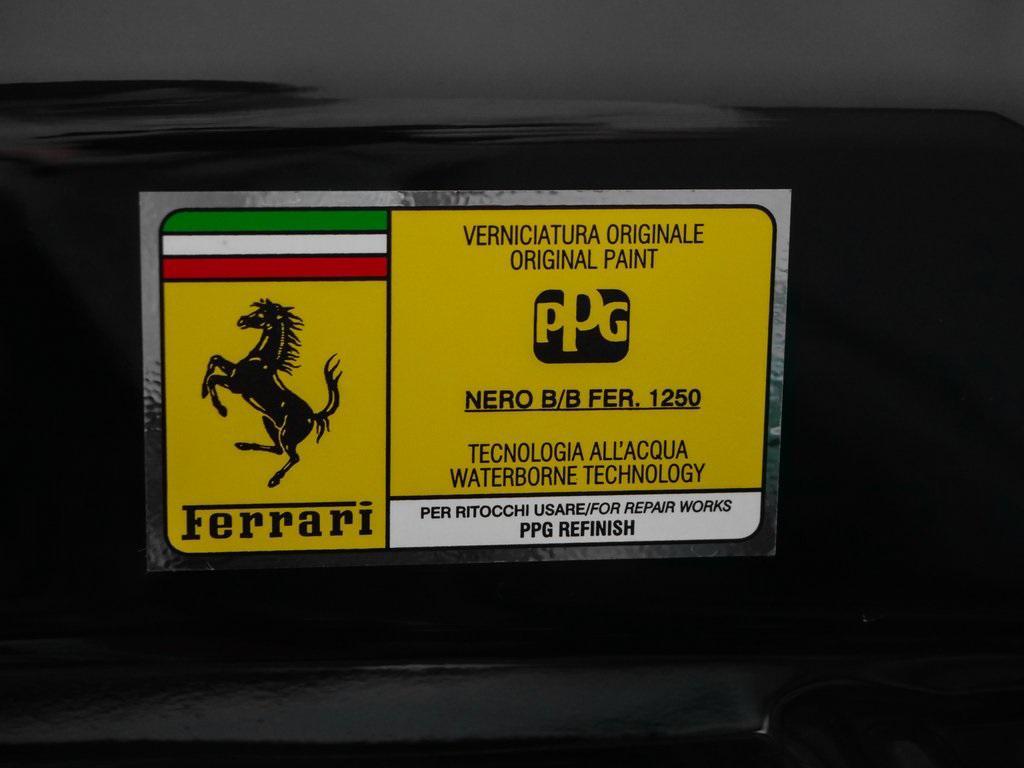 VERNICIATURA ORIGINALE
ORIGINAL PAINT
PPG
NERO B/B FER. 1250
TECNOLOGIA ALL'ACQUA
WATERBORNE TECHNOLOGY
Ferrari
PER RITOCCHI USARE/FOR REPAIR WORKS
PPG REFINISH